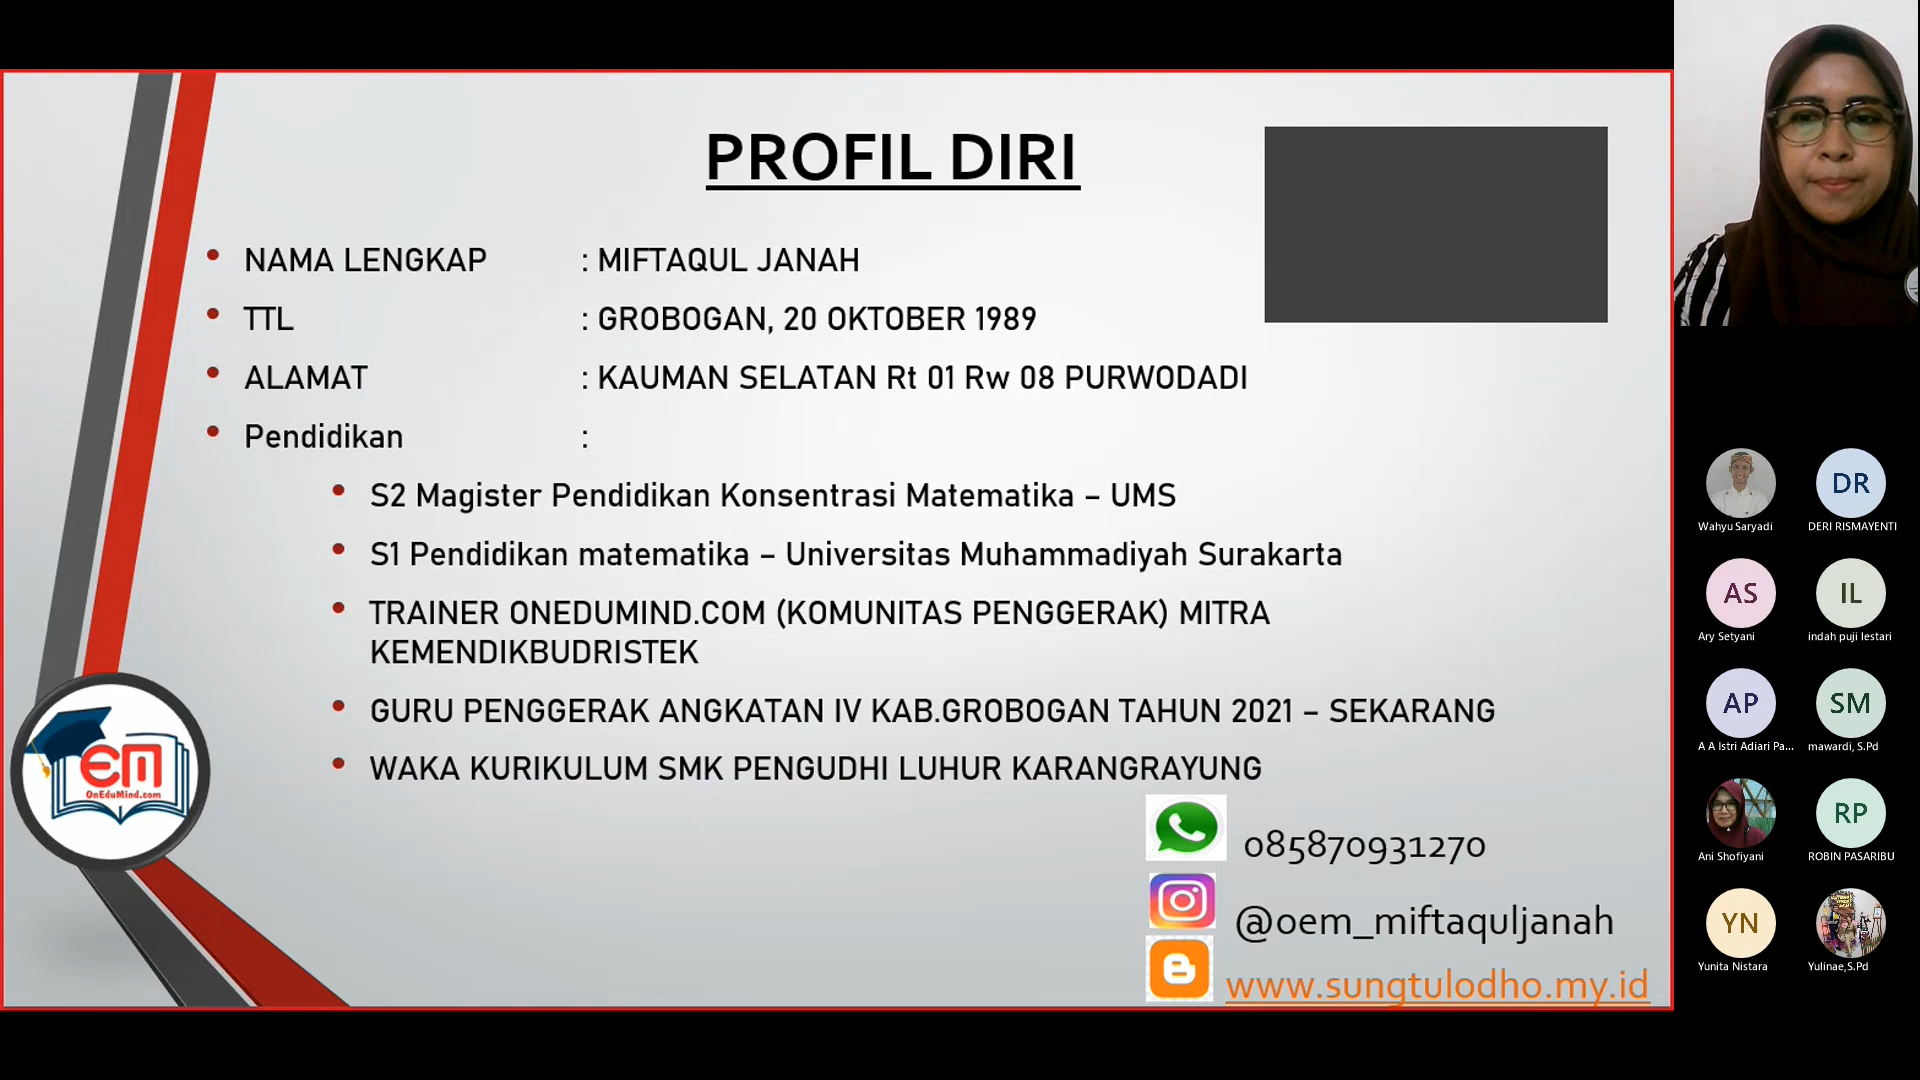 PROFIL DIRI
NAMA LENGKAP : MIFTAQUL JANAH
TTL : GROBOGAN, 20 OKTOBER 1989
ALAMAT : KAUMAN SELATAN Rt 01 Rw 08 PURWODADI
Pendidikan :
S2 Magister Pendidikan Konsentrasi Matematika – UMS
S1 Pendidikan matematika – Universitas Muhammadiyah Surakarta
TRAINER ONEDUMIND.COM (KOMUNITAS PENGGERAK) MITRA
KEMENDIKBUDRISTEK
GURU PENGGERAK ANGKATAN IV KAB.GROBOGAN TAHUN 2021 – SEKARANG
WAKA KURIKULUM SMK PENGUDHI LUHUR KARANGRAYUNG
085870931270
@oem_miftaquljanah
www.sungtulodho.my.id
EM
OnEduMind.com
Wahyu Saryadi
DR
DERI RISMAYENTI
AS
Ary Setyani
IL
indah puji lestari
AP
A A Istri Adiari Pa...
SM
mawardi, S.Pd
Ani Shofiyani
RP
ROBIN PASARIBU
YN
Yunita Nistara
Yulinae,S.Pd